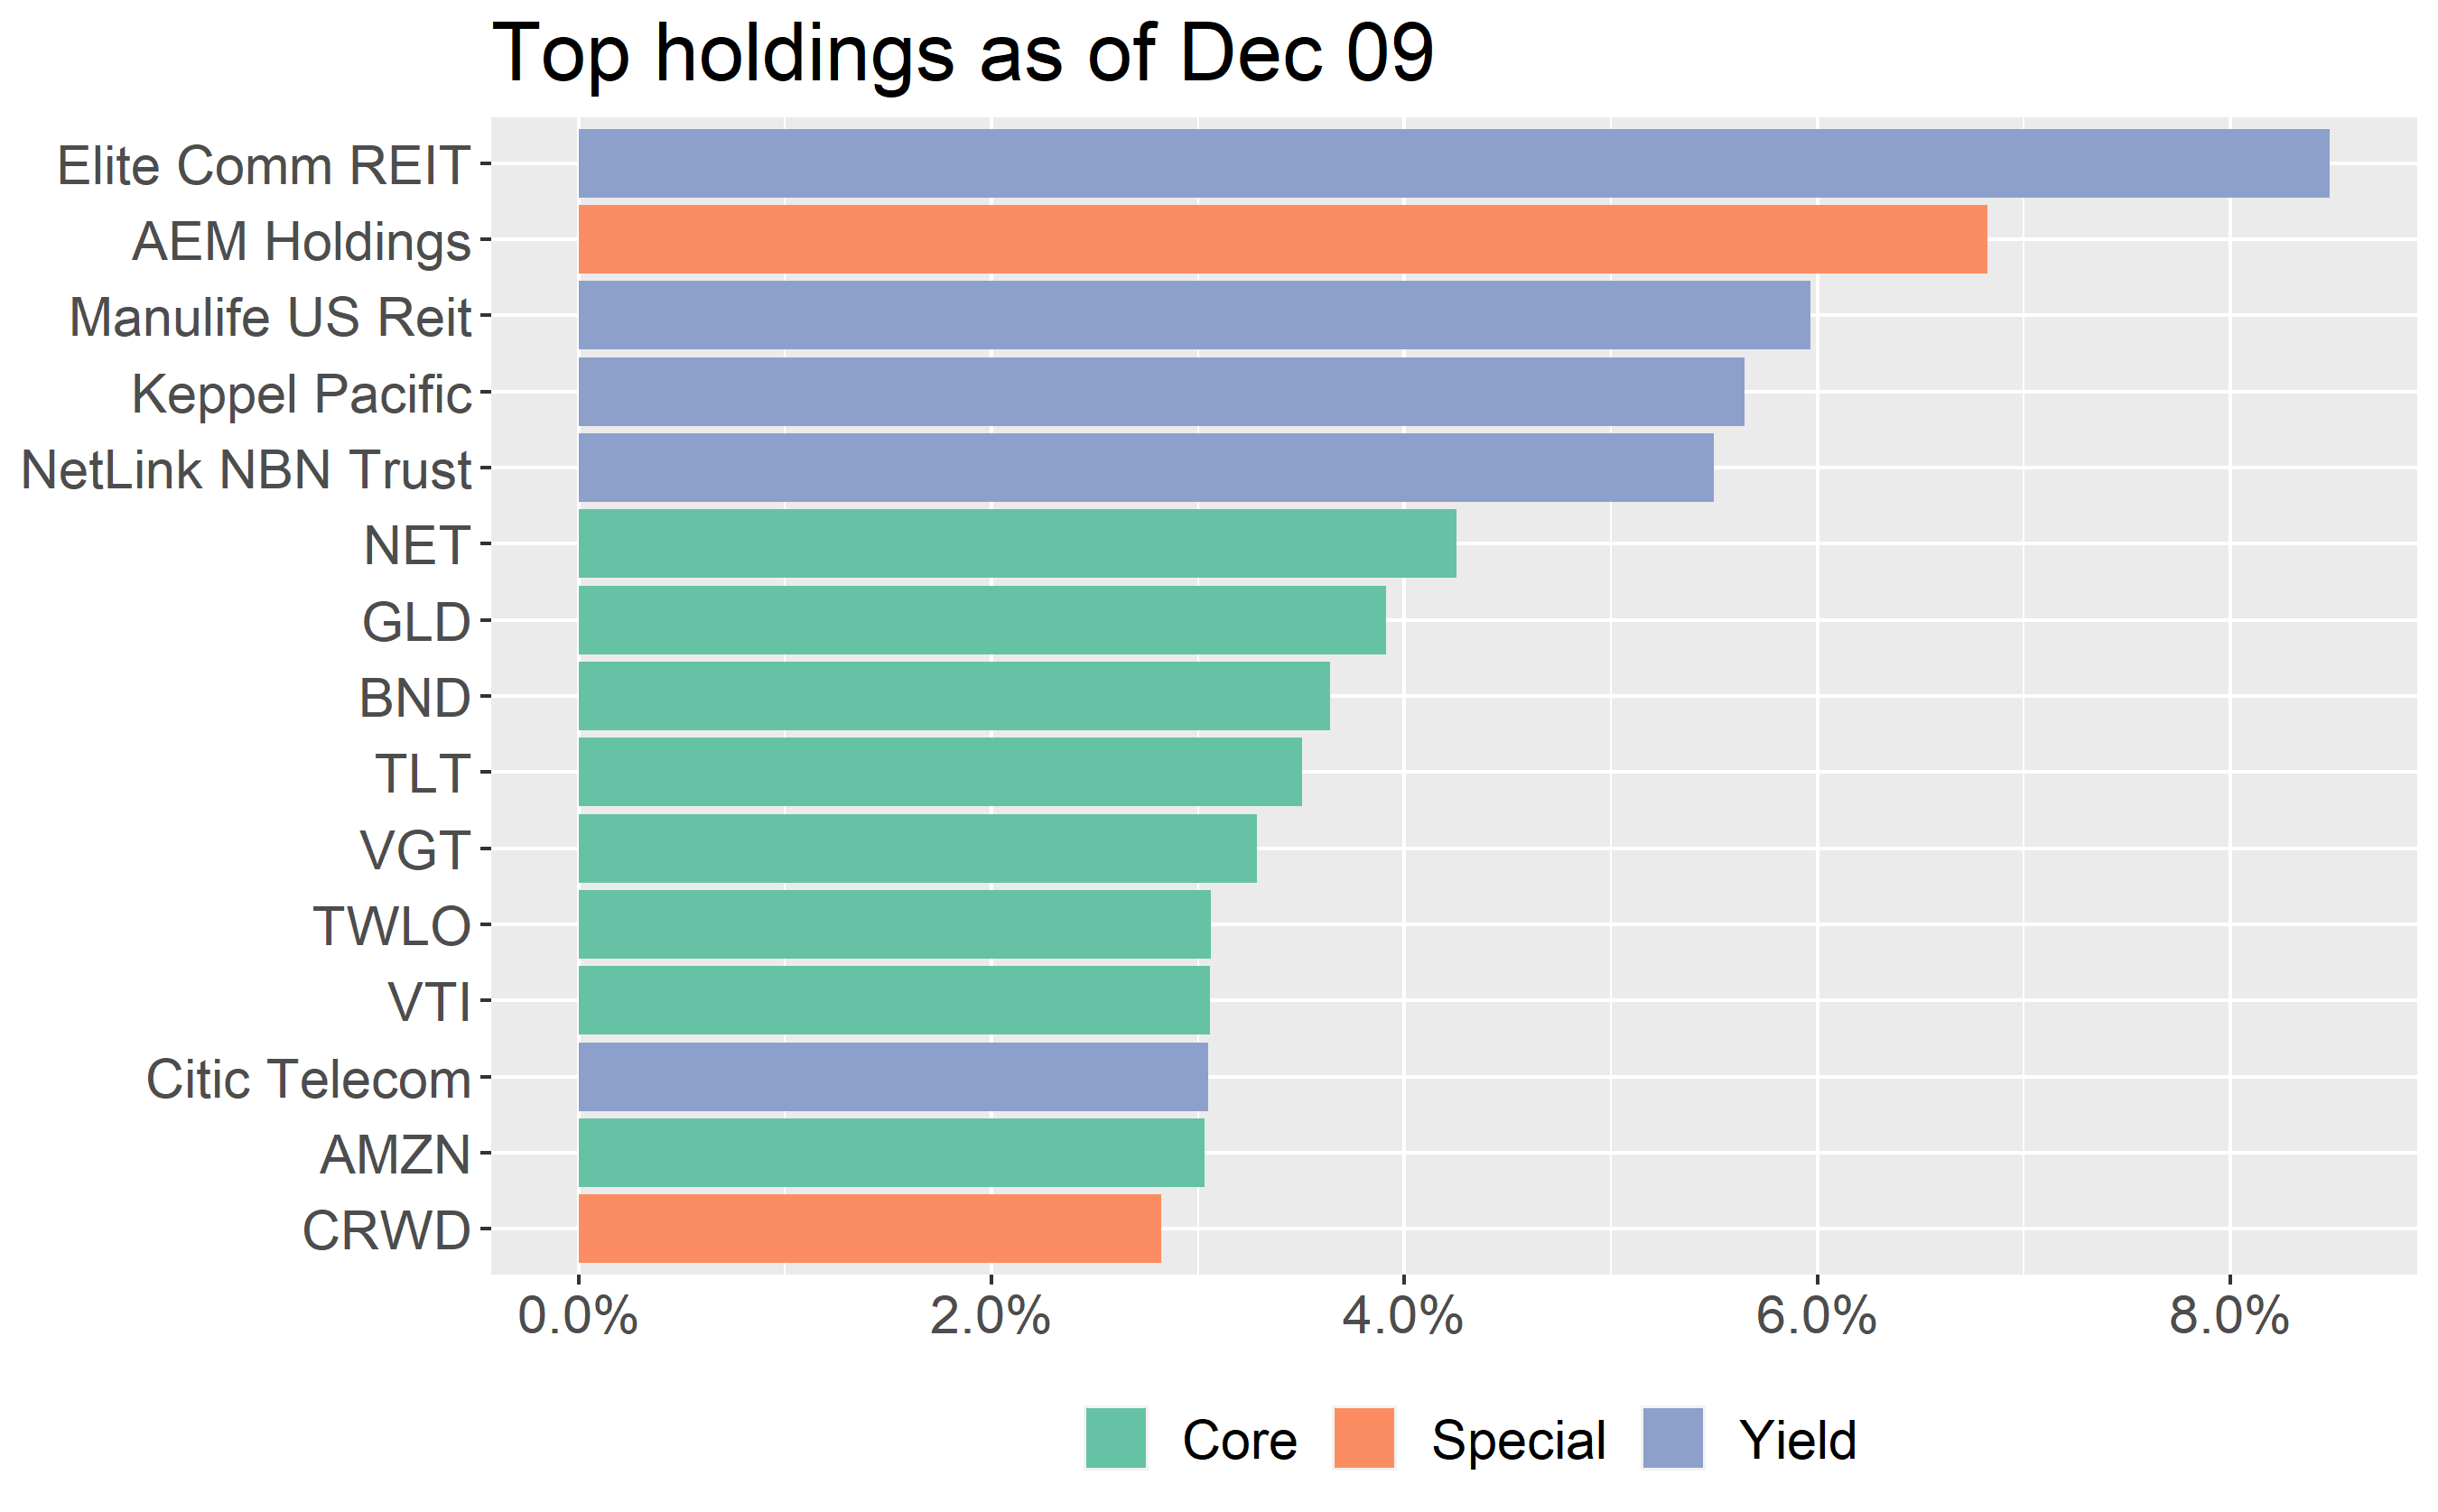 Top holdings as of Dec 09
Elite Comm REIT
AEM Holdings
Manulife US Reit
Keppel Pacific
NetLink NBN Trust
NET
GLD
BND
TLT
VGT
TWLO
VTI
Citic Telecom
AMZN
CRWD
0.0% 2.0% 4.0% 6.0% 8.0%
Core Special Yield